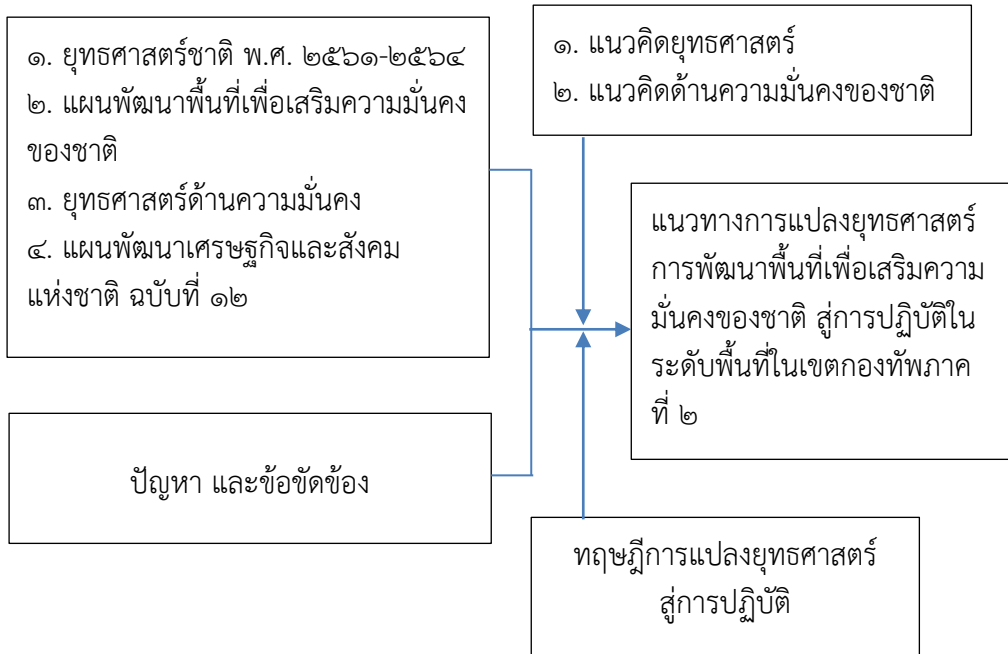 ๑. ยุทธศาสตร์ชาติ พ.ศ. ๒๕๖๑-๒๕๖๔
๒. แผนพัฒนาพื้นที่เพื่อเสริมความมั่นคง
ของชาติ
๓. ยุทธศาสตร์ด้านความมั่นคง
๔. แผนพัฒนาเศรษฐกิจและสังคม
แห่งชาติ ฉบับที่ ๑๒
๑. แนวคิดยุทธศาสตร์
๒. แนวคิดด้านความมั่นคงของชาติ
แนวทางการแปลงยุทธศาสตร์
การพัฒนาพื้นที่เพื่อเสริมความ
มั่นคงของชาติ สู่การปฏิบัติใน
ระดับพื้นที่ในเขตกองทัพภาค
ที่ ๒
ปัญหา และข้อขัดข้อง
ทฤษฎีการแปลงยุทธศาสตร์
สู่การปฏิบัติ